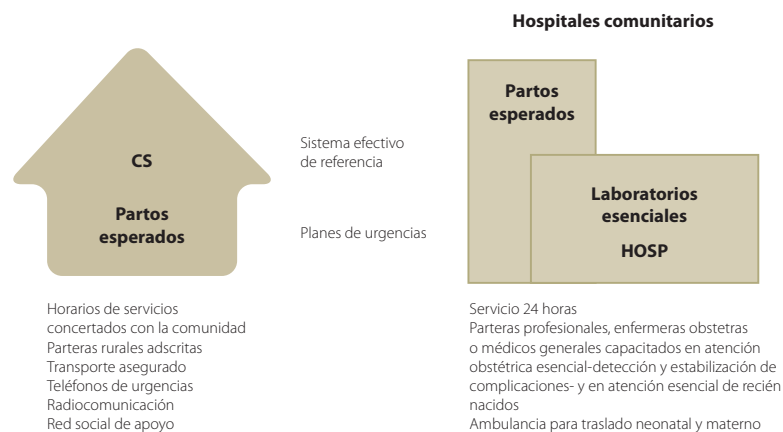 Hospitales comunitarios
CS
Partos
esperados
Sistema efectivo
de referencia
Planes de urgencias
Partos
esperados
Laboratorios
esenciales
HOSP
Horarios de servicios
concertados con la comunidad
Parteras rurales adscritas
Transporte asegurado
Teléfonos de urgencias
Radiocomunicación
Red social de apoyo
Servicio 24 horas
Parteras profesionales, enfermeras obstetras
o médicos generales capacitados en atención
obstétrica esencial-detección y estabilización de
complicaciones- y en atención esencial de recién
nacidos
Ambulancia para traslado neonatal y materno